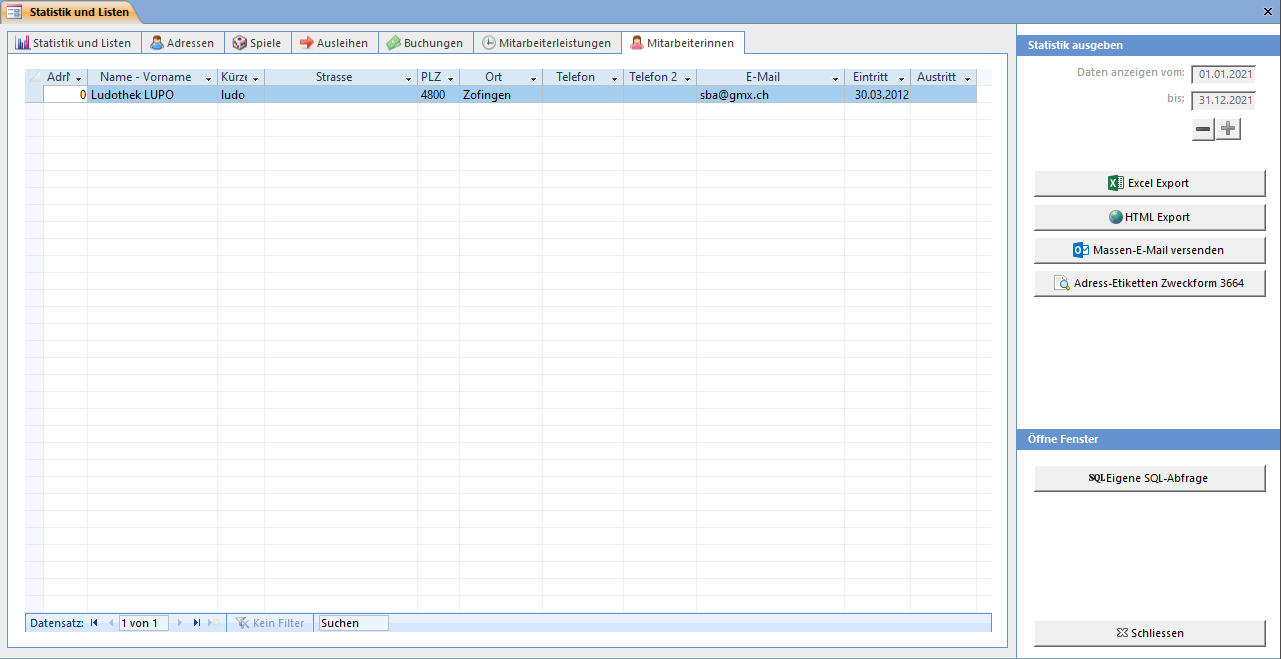 Statistik und Listen
Statistik und Listen Adressen Spiele Ausleihen Buchungen Mitarbeiterleistungen Mitarbeiterinnen
Name - Vorname Strasse PLZ Ort Telefon Telefon 2 E-Mail Eintritt Austritt
0 Ludothek LUPO ludo 4800 Zofingen sba@gmx.ch 30.03.2012
Datensatz: 1 von 1 Kein Filter Suchen
Statistik ausgeben
Daten anzeigen vom: 01.01.2021
bis: 31.12.2021
Excel Export
HTML Export
Massen-E-Mail versenden
Adress-Etiketten Zweckform 3664
Öffne Fenster
SQL Eigene SQL-Abfrage
Schliessen